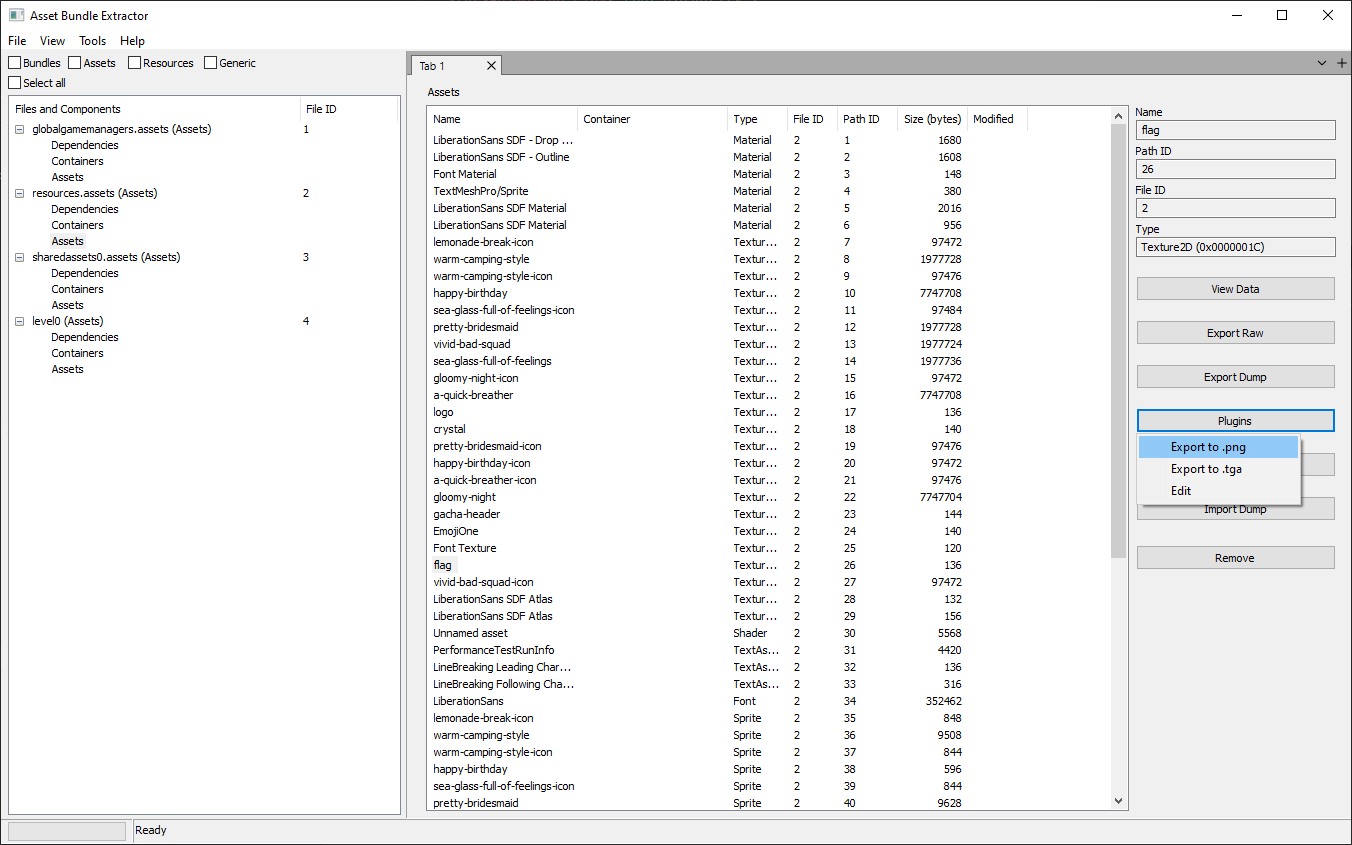 Asset Bundle Extractor
File View Tools Help
Bundles Assets Resources Generic
Select all
Files and Components File ID
globalgamemanagers.assets (Assets) 1
Dependencies
Containers
Assets
resources.assets (Assets) 2
Dependencies
Containers
Assets
sharedassets0.assets (Assets) 3
Dependencies
Containers
Assets
level0 (Assets) 4
Dependencies
Containers
Assets
Tab 1
Assets
Name Container Type File ID Path ID Size (bytes) Modified
LiberationSans SDF - Drop ... Material 2 1 1680
LiberationSans SDF - Outline Material 2 2 1608
Font Material Material 2 3 148
TextMeshPro/Sprite Material 2 4 380
LiberationSans SDF Material Material 2 5 2016
LiberationSans SDF Material Material 2 6 956
lemonade-break-icon Textur... 2 7 97472
warm-camping-style Textur... 2 8 1977728
warm-camping-style-icon Textur... 2 9 97476
happy-birthday Textur... 2 10 7747708
sea-glass-full-of-feelings-icon Textur... 2 11 97484
pretty-bridesmaid Textur... 2 12 1977728
vivid-bad-squad Textur... 2 13 1977724
sea-glass-full-of-feelings Textur... 2 14 1977736
gloomy-night-icon Textur... 2 15 97472
a-quick-breather Textur... 2 16 7747708
logo Textur... 2 17 136
crystal Textur... 2 18 140
pretty-bridesmaid-icon Textur... 2 19 97476
happy-birthday-icon Textur... 2 20 97472
a-quick-breather-icon Textur... 2 21 97476
gloomy-night Textur... 2 22 7747704
gacha-header Textur... 2 23 144
EmojiOne Textur... 2 24 140
Font Texture Textur... 2 25 120
flag Textur... 2 26 136
vivid-bad-squad-icon Textur... 2 27 97472
LiberationSans SDF Atlas Textur... 2 28 132
LiberationSans SDF Atlas Textur... 2 29 156
Unnamed asset Shader 2 30 5568
PerformanceTestRunInfo TextAs... 2 31 4420
LineBreaking Leading Char... TextAs... 2 32 136
LineBreaking Following Cha... TextAs... 2 33 316
LiberationSans Font 2 34 352462
lemonade-break-icon Sprite 2 35 848
warm-camping-style Sprite 2 36 9508
warm-camping-style-icon Sprite 2 37 844
happy-birthday Sprite 2 38 596
sea-glass-full-of-feelings-icon Sprite 2 39 844
pretty-bridesmaid Sprite 2 40 9628
Name
flag
Path ID
26
File ID
2
Type
Texture2D (0x0000001C)
View Data
Export Raw
Export Dump
Plugins
Export to .png
Export to .tga
Edit
Import Dump
Remove
Ready